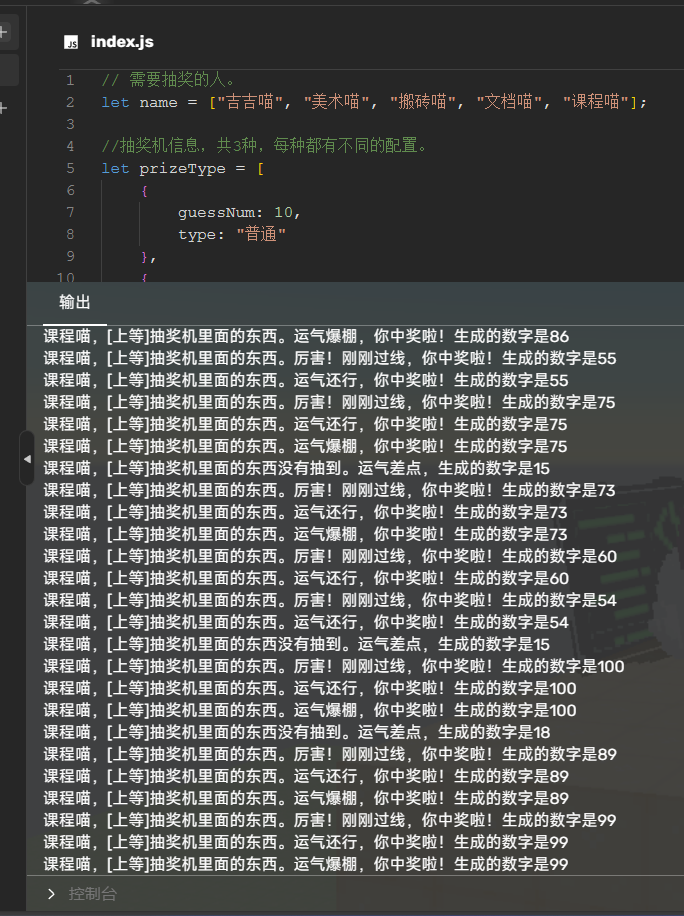 JS index.js
1 // 需要抽奖的人。
2 let name = ["吉吉喵", "美术喵", "搬砖喵", "文档喵", "课程喵"];
3
4 //抽奖机信息，共3种，每种都有不同的配置。
5 let prizeType = [
6 {
7 guessNum: 10,
8 type: "普通"
9 },
10 {
输出
课程喵，[上等]抽奖机里面的东西。运气爆棚，你中奖啦！生成的数字是86
课程喵，[上等]抽奖机里面的东西。厉害！刚刚过线，你中奖啦！生成的数字是55
课程喵，[上等]抽奖机里面的东西。运气还行，你中奖啦！生成的数字是55
课程喵，[上等]抽奖机里面的东西。厉害！刚刚过线，你中奖啦！生成的数字是75
课程喵，[上等]抽奖机里面的东西。运气还行，你中奖啦！生成的数字是75
课程喵，[上等]抽奖机里面的东西。运气爆棚，你中奖啦！生成的数字是75
课程喵，[上等]抽奖机里面的东西没有抽到。运气差点，生成的数字是15
课程喵，[上等]抽奖机里面的东西。厉害！刚刚过线，你中奖啦！生成的数字是73
课程喵，[上等]抽奖机里面的东西。运气还行，你中奖啦！生成的数字是73
课程喵，[上等]抽奖机里面的东西。运气爆棚，你中奖啦！生成的数字是73
课程喵，[上等]抽奖机里面的东西。厉害！刚刚过线，你中奖啦！生成的数字是60
课程喵，[上等]抽奖机里面的东西。运气还行，你中奖啦！生成的数字是60
课程喵，[上等]抽奖机里面的东西。厉害！刚刚过线，你中奖啦！生成的数字是54
课程喵，[上等]抽奖机里面的东西。运气还行，你中奖啦！生成的数字是54
课程喵，[上等]抽奖机里面的东西没有抽到。运气差点，生成的数字是15
课程喵，[上等]抽奖机里面的东西。厉害！刚刚过线，你中奖啦！生成的数字是100
课程喵，[上等]抽奖机里面的东西。运气还行，你中奖啦！生成的数字是100
课程喵，[上等]抽奖机里面的东西。运气爆棚，你中奖啦！生成的数字是100
课程喵，[上等]抽奖机里面的东西没有抽到。运气差点，生成的数字是18
课程喵，[上等]抽奖机里面的东西。厉害！刚刚过线，你中奖啦！生成的数字是89
课程喵，[上等]抽奖机里面的东西。运气还行，你中奖啦！生成的数字是89
课程喵，[上等]抽奖机里面的东西。运气爆棚，你中奖啦！生成的数字是89
课程喵，[上等]抽奖机里面的东西。厉害！刚刚过线，你中奖啦！生成的数字是99
课程喵，[上等]抽奖机里面的东西。运气还行，你中奖啦！生成的数字是99
课程喵，[上等]抽奖机里面的东西。运气爆棚，你中奖啦！生成的数字是99
控制台